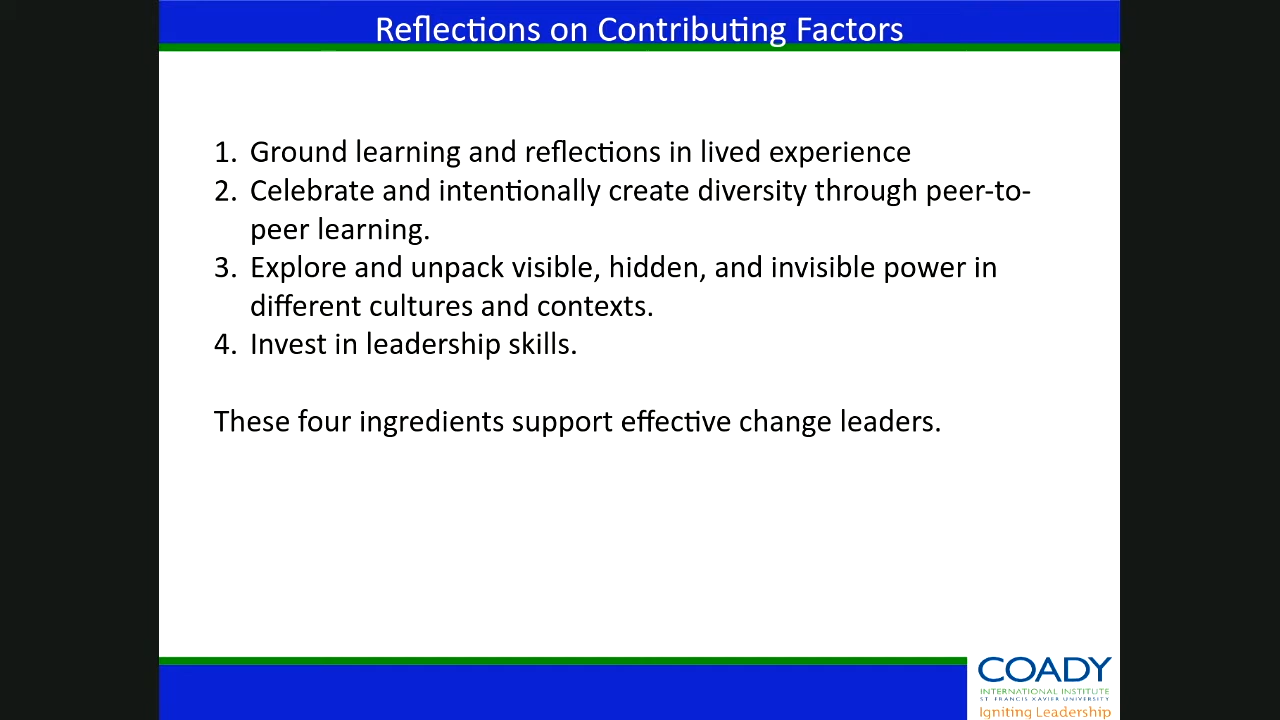 Reflections on Contributing Factors
1. Ground learning and reflections in lived experience
2. Celebrate and intentionally create diversity through peer-to-
peer learning.
3. Explore and unpack visible, hidden, and invisible power in
different cultures and contexts.
4. Invest in leadership skills.
These four ingredients support effective change leaders.
COADY
INTERNATIONAL INSTITUTE
ST. FRANCIS XAVIER UNIVERSITY
Igniting Leadership